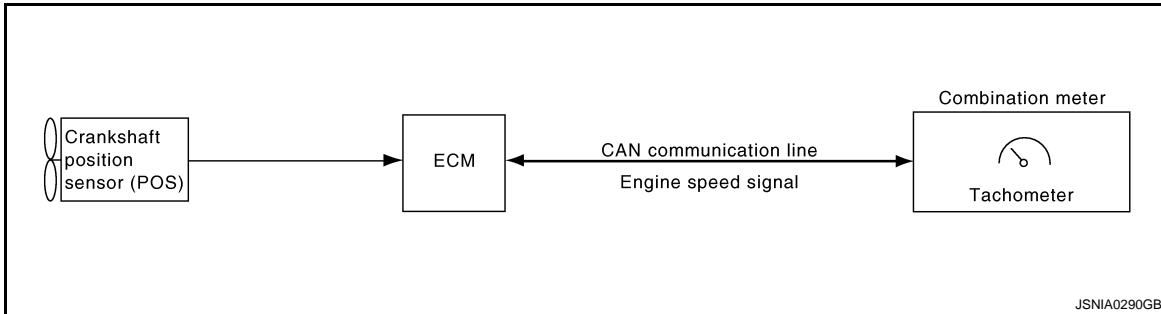 Crankshaft
position
sensor (POS)
ECM
CAN communication line
Engine speed signal
Combination meter
Tachometer
JSNIA0290GB